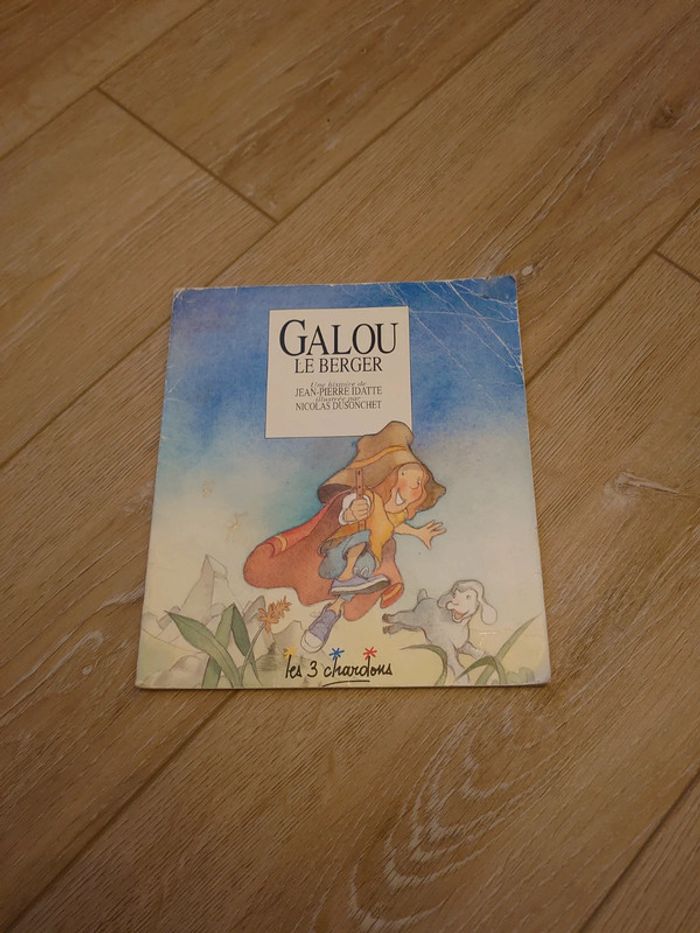 GALOU
LE BERGER
Une histoire de
JEAN-PIERRE IDATTE
illustrée par
NICOLAS DUSONCHET
les 3 chardons